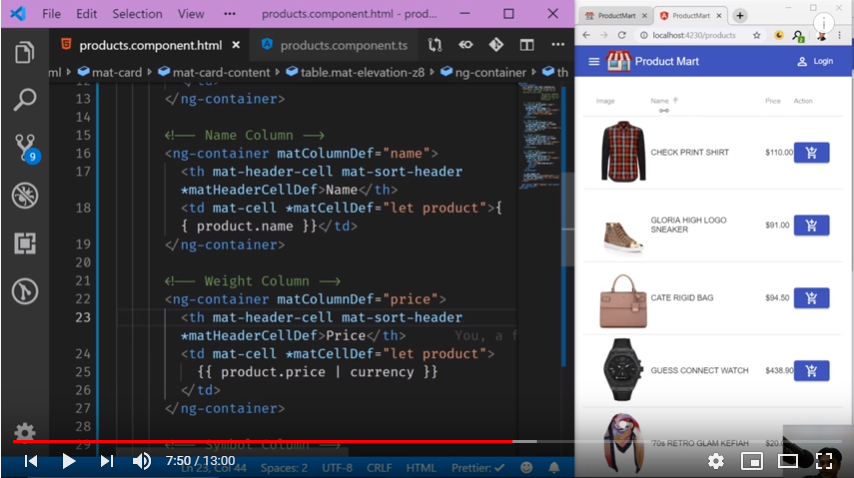 File Edit Selection View ··· products.component.html - prod...
products.component.html × products.component.ts ···
ml › mat-card › mat-card-content › table.mat-elevation-z8 › ng-container › th
13 </ng-container>
14
15 <!-- Name Column -->
16 <ng-container matColumnDef="name">
17 <th mat-header-cell mat-sort-header
*matHeaderCellDef>Name</th>
18 <td mat-cell *matCellDef="let product">{
{ product.name }}</td>
19 </ng-container>
20
21 <!-- Weight Column -->
22 <ng-container matColumnDef="price">
23 <th mat-header-cell mat-sort-header
*matHeaderCellDef>Price</th> You, a f
24 <td mat-cell *matCellDef="let product">
25 {{ product.price | currency }}
26 </td>
27 </ng-container>
28
29 <!-- Symbol Column -->
9
Ln 23, Col 44 Spaces: 2 UTF-8 CRLF HTML Prettier: ✓
7:50 / 13:00
ProductMart × ProductMart ×
localhost:4230/products
Product Mart Login
Image Name Price Action
CHECK PRINT SHIRT $110.00
GLORIA HIGH LOGO
SNEAKER $91.00
CATE RIGID BAG $94.50
GUESS CONNECT WATCH $438.90
'70s RETRO GLAM KEFIAH